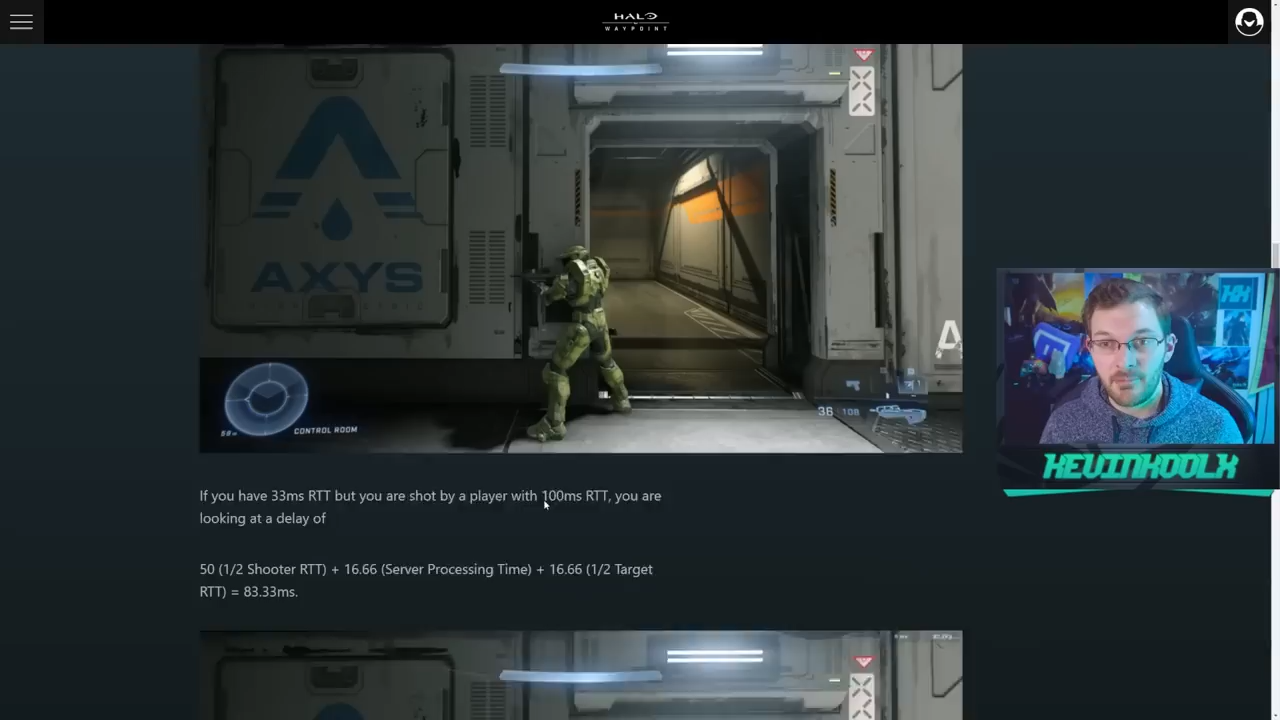 HALO
WAYPOINT
AXYS
A
36 108
CONTROL ROOM
KEVINKOOLX
If you have 33ms RTT but you are shot by a player with 100ms RTT, you are
looking at a delay of
50 (1/2 Shooter RTT) + 16.66 (Server Processing Time) + 16.66 (1/2 Target
RTT) = 83.33ms.